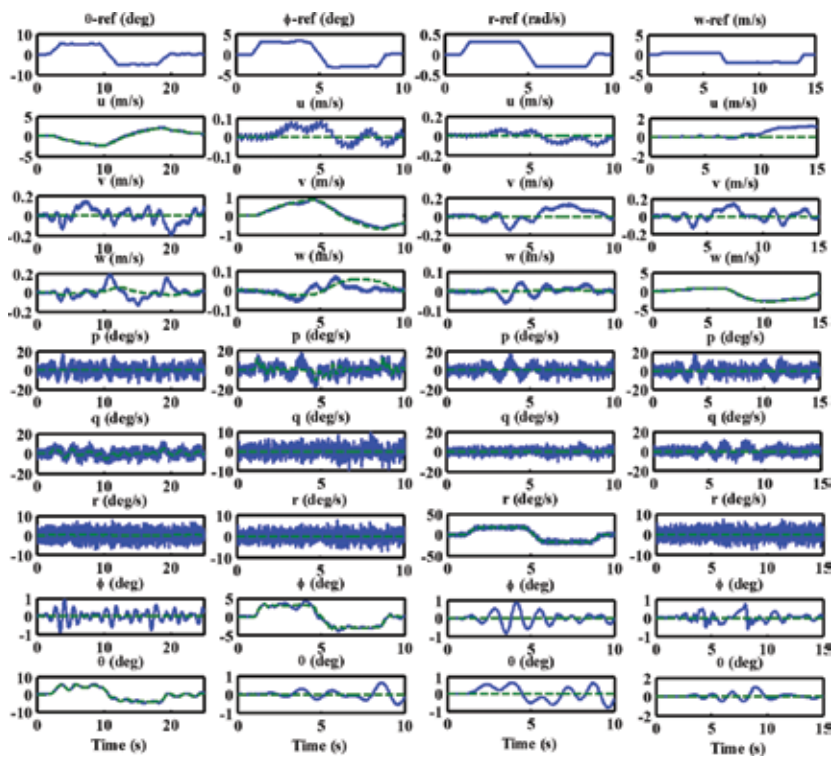 θ-ref (deg) ϕ-ref (deg) r-ref (rad/s) w-ref (m/s)
10 10 0.5 5
0 0 0 0
-10 -10 -0.5 -5
0 10 20 0 5 10 0 5 10 0 5 10 15
u (m/s) u (m/s) u (m/s) u (m/s)
5 0.1 0.2 2
0 0 0 0
-5 -0.1 0.2 -2
0 10 20 0 5 10 0 5 10 0 5 10 15
v (m/s) v (m/s) v (m/s) v (m/s)
0.2 1 0.2 0.2
0 0 0 0
0.2 -1 0.2 0.2
0 10 20 0 5 10 0 5 10 0 5 10 15
w (m/s) w (m/s) w (m/s) w (m/s)
0.2 0.1 0.1 5
0 0 0 0
-0.2 -0.1 -0.1 -5
0 10 20 0 5 10 0 5 10 0 5 10 15
p (deg/s) p (deg/s) p (deg/s) p (deg/s)
20 20 20 20
0 0 0 0
-20 -20 -20 -20
0 10 20 0 5 10 0 5 10 0 5 10 15
q (deg/s) q (deg/s) q (deg/s) q (deg/s)
20 10 20 20
0 0 0 0
-20 -10 -20 -20
0 10 20 0 5 10 0 5 10 0 5 10 15
r (deg/s) r (deg/s) r (deg/s) r (deg/s)
10 10 50 10
0 0 0 0
-10 -10 -50 -10
0 10 20 0 5 10 0 5 10 0 5 10 15
ϕ (deg) ϕ (deg) ϕ (deg) ϕ (deg)
1 5 1 1
0 0 0 0
-1 -5 -1 -1
0 10 20 0 5 10 0 5 10 0 5 10 15
θ (deg) θ (deg) θ (deg) θ (deg)
10 1 1 2
0 0 0 0
-10 -1 -1 -2
0 10 20 0 5 10 0 5 10 0 5 10 15
Time (s) Time (s) Time (s) Time (s)